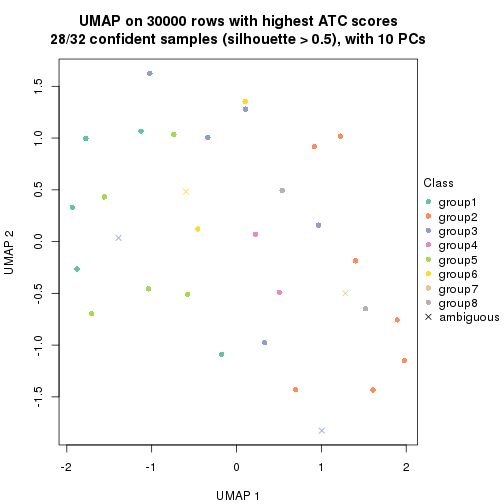 UMAP on 30000 rows with highest ATC scores
28/32 confident samples (silhouette > 0.5), with 10 PCs
UMAP 2
1.5
1.0
0.5
0.0
-0.5
-1.0
-1.5
-2
-1
0
1
2
UMAP 1
Class
group1
group2
group3
group4
group5
group6
group7
group8
ambiguous